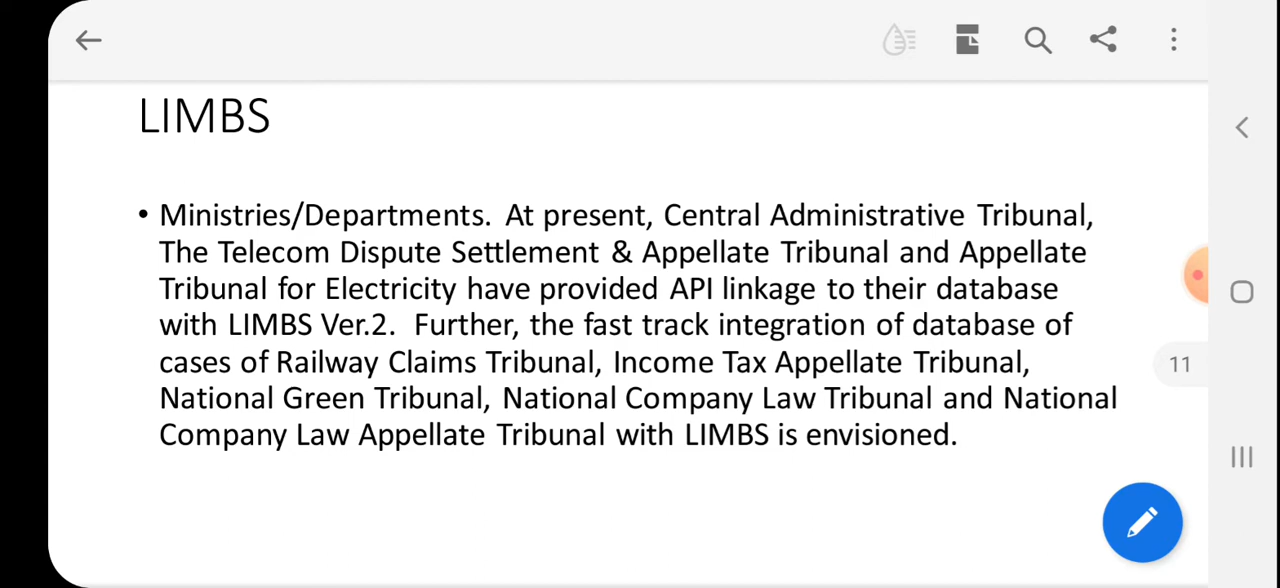 LIMBS
• Ministries/Departments. At present, Central Administrative Tribunal,
The Telecom Dispute Settlement & Appellate Tribunal and Appellate
Tribunal for Electricity have provided API linkage to their database
with LIMBS Ver.2. Further, the fast track integration of database of
cases of Railway Claims Tribunal, Income Tax Appellate Tribunal,
National Green Tribunal, National Company Law Tribunal and National
Company Law Appellate Tribunal with LIMBS is envisioned.
11